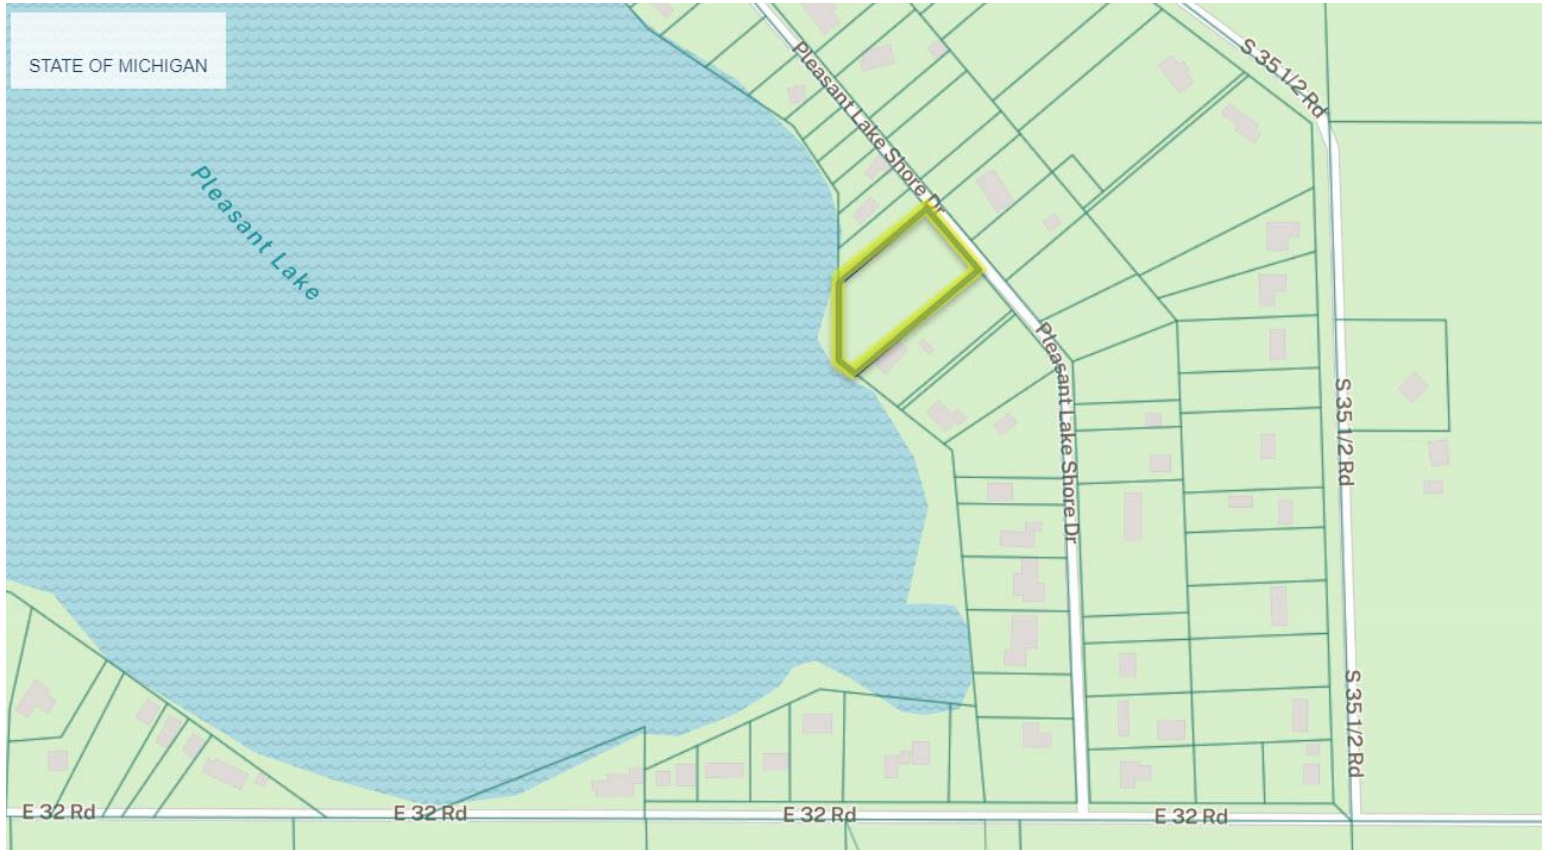 STATE OF MICHIGAN
S 35 1/2 Rd
Pleasant Lake Shore Dr
Pleasant Lake
Pleasant Lake Shore Dr
S 35 1/2 Rd
S 35 1/2 Rd
E 32 Rd
E 32 Rd
E 32 Rd
E 32 Rd